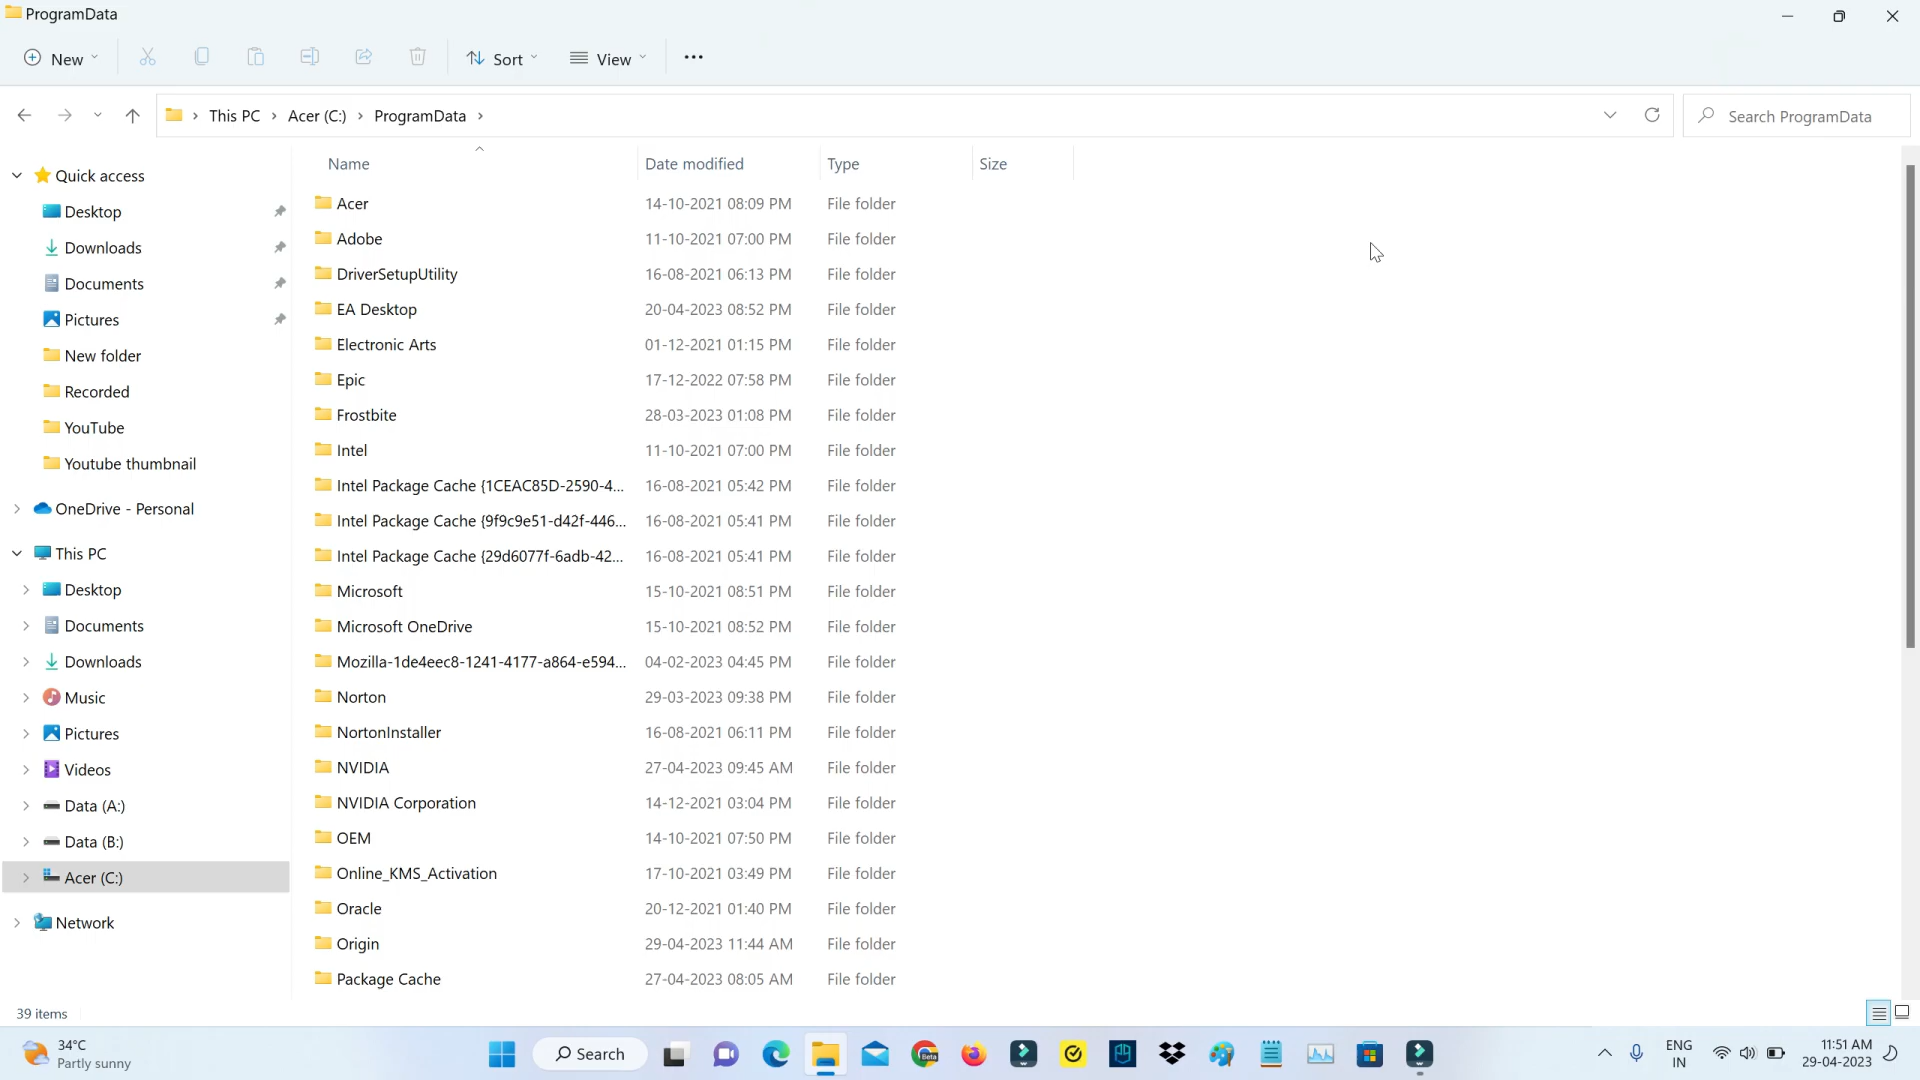 ProgramData
New
Sort
View
This PC
Acer (C:)
ProgramData
Search ProgramData
Name
Date modified
Type
Size
Quick access
Desktop
Downloads
Documents
Pictures
New folder
Recorded
YouTube
Youtube thumbnail
OneDrive - Personal
This PC
Desktop
Documents
Downloads
Music
Pictures
Videos
Data (A:)
Data (B:)
Acer (C:)
Network
Acer 14-10-2021 08:09 PM File folder
Adobe 11-10-2021 07:00 PM File folder
DriverSetupUtility 16-08-2021 06:13 PM File folder
EA Desktop 20-04-2023 08:52 PM File folder
Electronic Arts 01-12-2021 01:15 PM File folder
Epic 17-12-2022 07:58 PM File folder
Frostbite 28-03-2023 01:08 PM File folder
Intel 11-10-2021 07:00 PM File folder
Intel Package Cache {1CEAC85D-2590-4... 16-08-2021 05:42 PM File folder
Intel Package Cache {9f9c9e51-d42f-446... 16-08-2021 05:41 PM File folder
Intel Package Cache {29d6077f-6adb-42... 16-08-2021 05:41 PM File folder
Microsoft 15-10-2021 08:51 PM File folder
Microsoft OneDrive 15-10-2021 08:52 PM File folder
Mozilla-1de4eec8-1241-4177-a864-e594... 04-02-2023 04:45 PM File folder
Norton 29-03-2023 09:38 PM File folder
NortonInstaller 16-08-2021 06:11 PM File folder
NVIDIA 27-04-2023 09:45 AM File folder
NVIDIA Corporation 14-12-2021 03:04 PM File folder
OEM 14-10-2021 07:50 PM File folder
Online_KMS_Activation 17-10-2021 03:49 PM File folder
Oracle 20-12-2021 01:40 PM File folder
Origin 29-04-2023 11:44 AM File folder
Package Cache 27-04-2023 08:05 AM File folder
39 items
34°C
Partly sunny
Search
Beta
ENG
IN
11:51 AM
29-04-2023